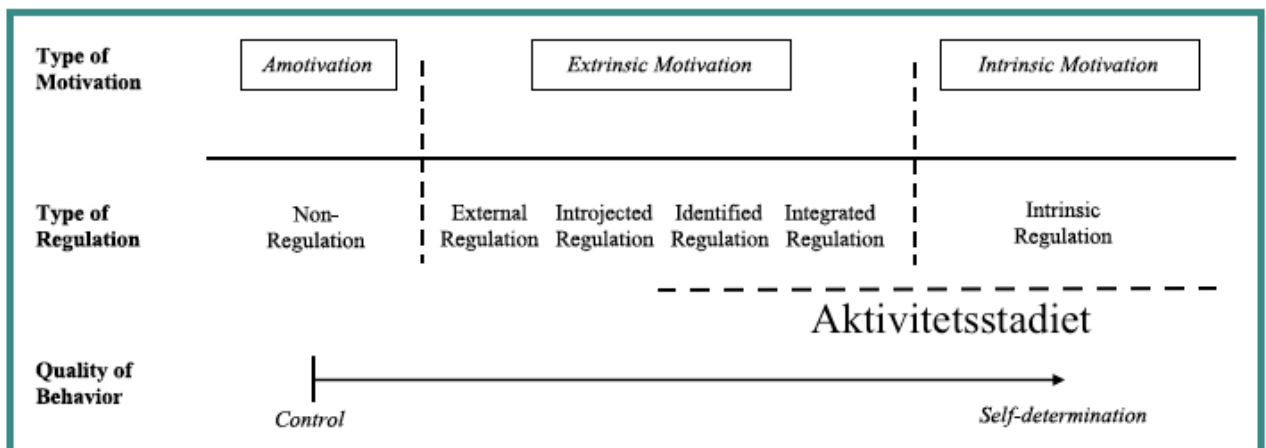 Type of
Motivation
Amotivation
Extrinsic Motivation
Intrinsic Motivation
Type of
Regulation
Non-
Regulation
External
Regulation
Introjected
Regulation
Identified
Regulation
Integrated
Regulation
Intrinsic
Regulation
Aktivitetsstadiet
Quality of
Behavior
Control
Self-determination